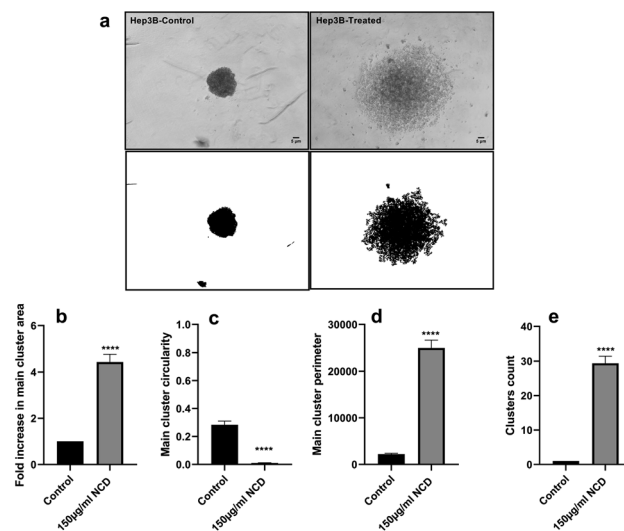 a
Hep3B-Control
Hep3B-Treated
5 µm
5 µm
b
Fold increase in main cluster area
6
4
2
0
****
Control
150µg/ml NCD
c
Main cluster circularity
1.0
0.8
0.6
0.4
0.2
0.0
****
Control
150µg/ml NCD
d
Main cluster perimeter
30000
20000
10000
0
****
Control
150µg/ml NCD
e
Clusters count
40
30
20
10
0
****
Control
150µg/ml NCD